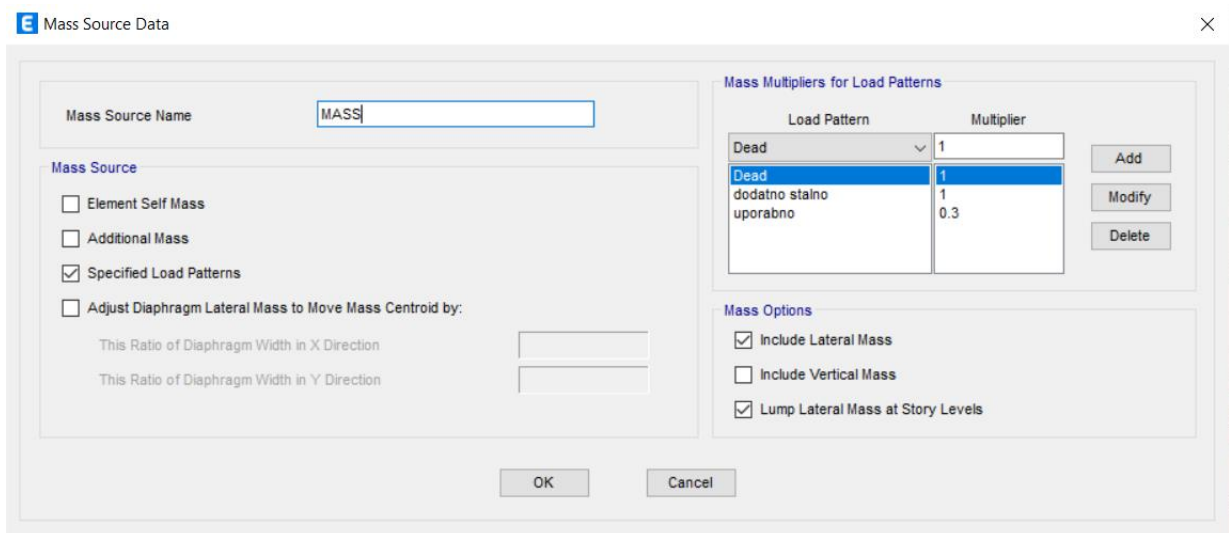 E Mass Source Data
Mass Source Name MASS
Mass Source
Element Self Mass
Additional Mass
Specified Load Patterns
Adjust Diaphragm Lateral Mass to Move Mass Centroid by:
This Ratio of Diaphragm Width in X Direction
This Ratio of Diaphragm Width in Y Direction
Mass Multipliers for Load Patterns
Load Pattern Multiplier
Dead 1 Add
Dead 1
dodatno stalno 1 Modify
uporabno 0.3
Delete
Mass Options
Include Lateral Mass
Include Vertical Mass
Lump Lateral Mass at Story Levels
OK Cancel